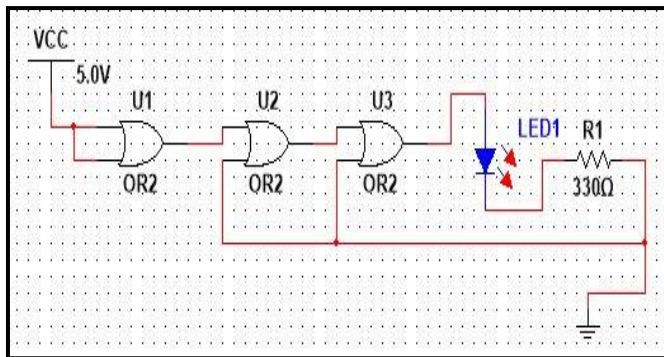 VCC
5.0V
U1
U2
U3
LED1
R1
OR2
OR2
OR2
330Ω